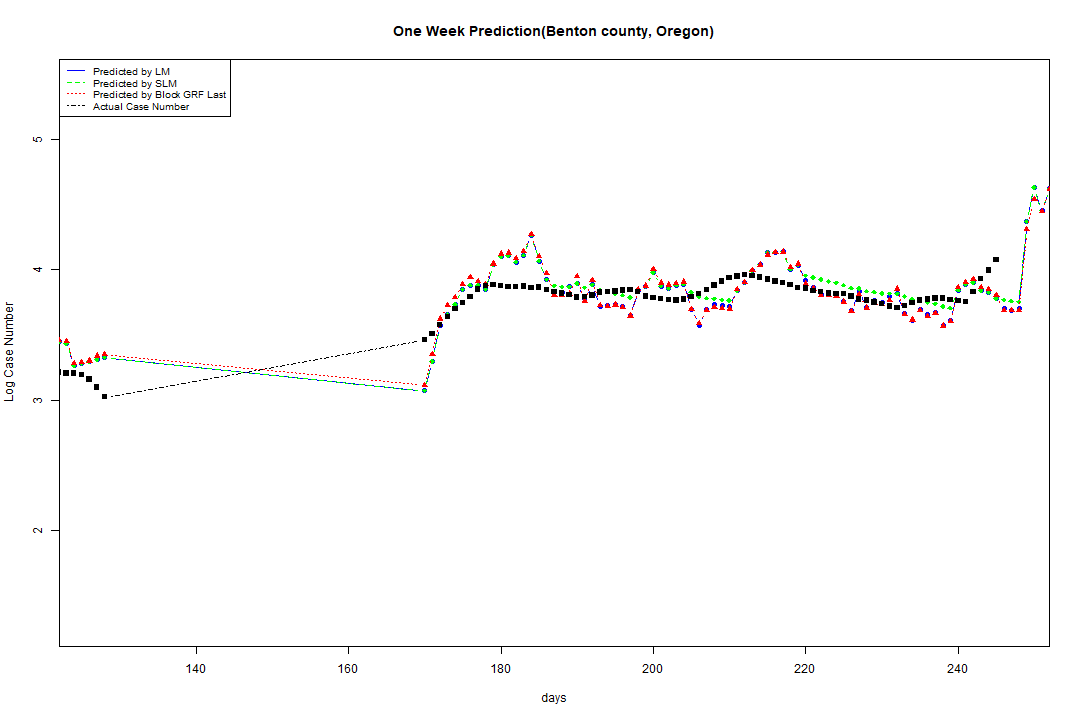 One Week Prediction(Benton county, Oregon)
Predicted by LM
Predicted by SLM
Predicted by Block GRF Last
Actual Case Number
5
4
3
2
Log Case Number
140
160
180
200
220
240
days